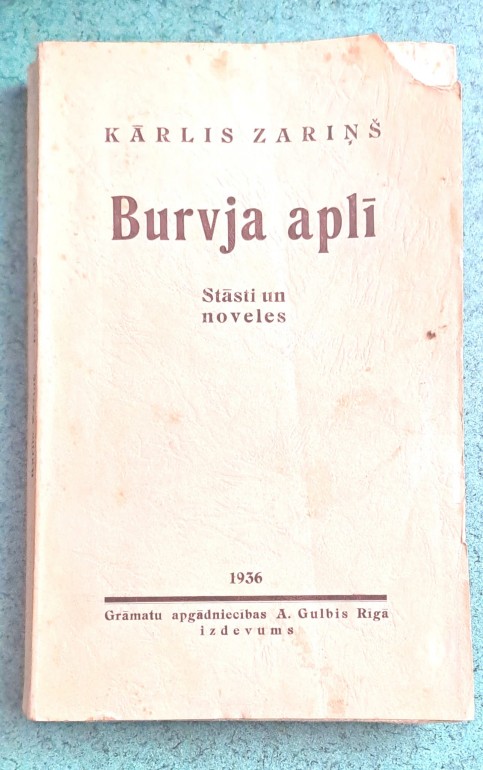 KĀRLIS ZARIŅŠ
Burvja aplī
Stāsti un
noveles
1936
Grāmatu apgādniecības A. Gulbis Rīgā
izdevums